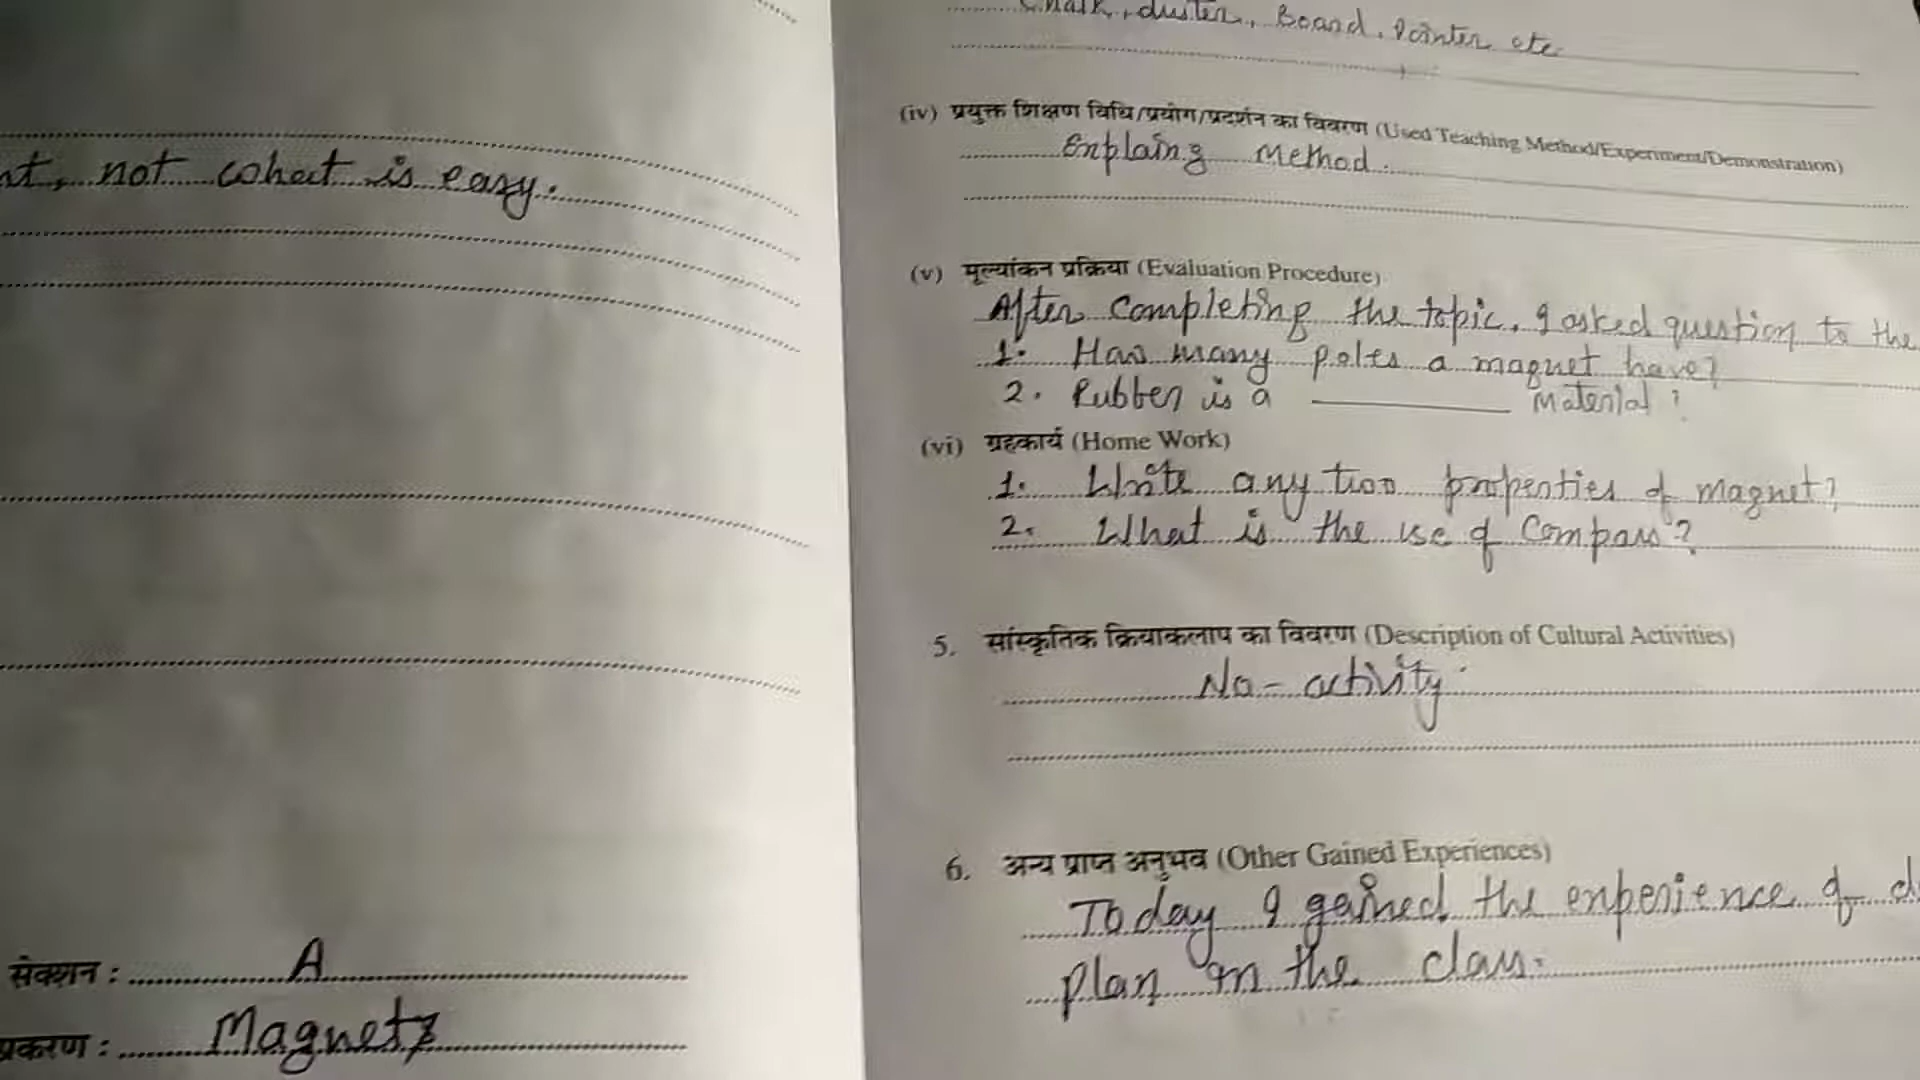 not what is easy.
सेक्शन : A
प्रकरण : Magnet
Chalk, duster, Board, Pointer etc.
(iv) प्रयुक्त शिक्षण विधि/प्रयोग/प्रदर्शन का विवरण (Used Teaching Method/Experiment/Demonstration)
Explaing Method.
(v) मूल्यांकन प्रक्रिया (Evaluation Procedure)
After Completing the topic, I asked question to the
1. How many poles a magnet have?
2. Rubber is a ________ Material?
(vi) ग्रहकार्य (Home Work)
1. Write any two properties of magnet?
2. What is the use of Compass?
5. सांस्कृतिक क्रियाकलाप का विवरण (Description of Cultural Activities)
No - activity.
6. अन्य प्राप्त अनुभव (Other Gained Experiences)
Today I gained the experience of
plan in the class.